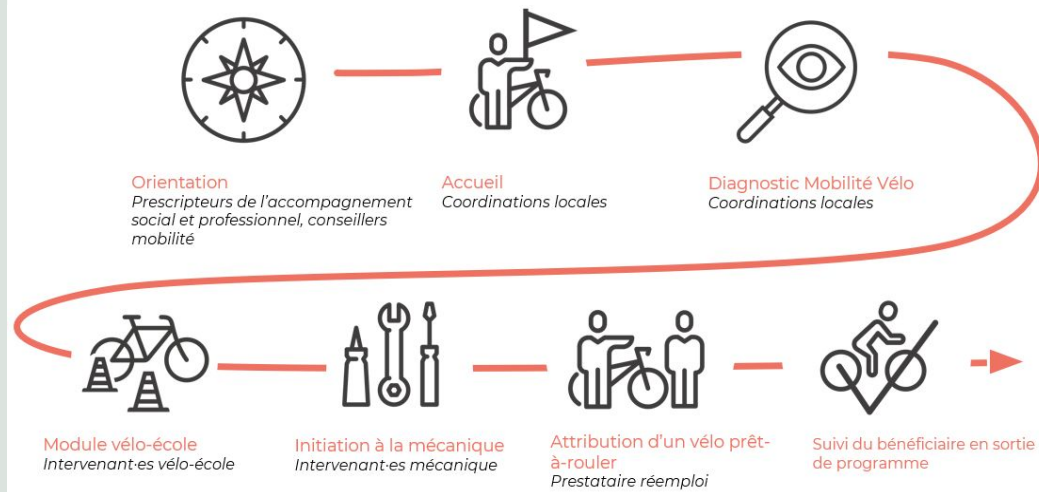 Orientation
Prescripteurs de l'accompagnement
social et professionnel, conseillers
mobilité
Accueil
Coordinations locales
Diagnostic Mobilité Vélo
Coordinations locales
Module vélo-école
Intervenant·es vélo-école
Initiation à la mécanique
Intervenant·es mécanique
Attribution d'un vélo prêt-
à-rouler
Prestataire réemploi
Suivi du bénéficiaire en sortie
de programme